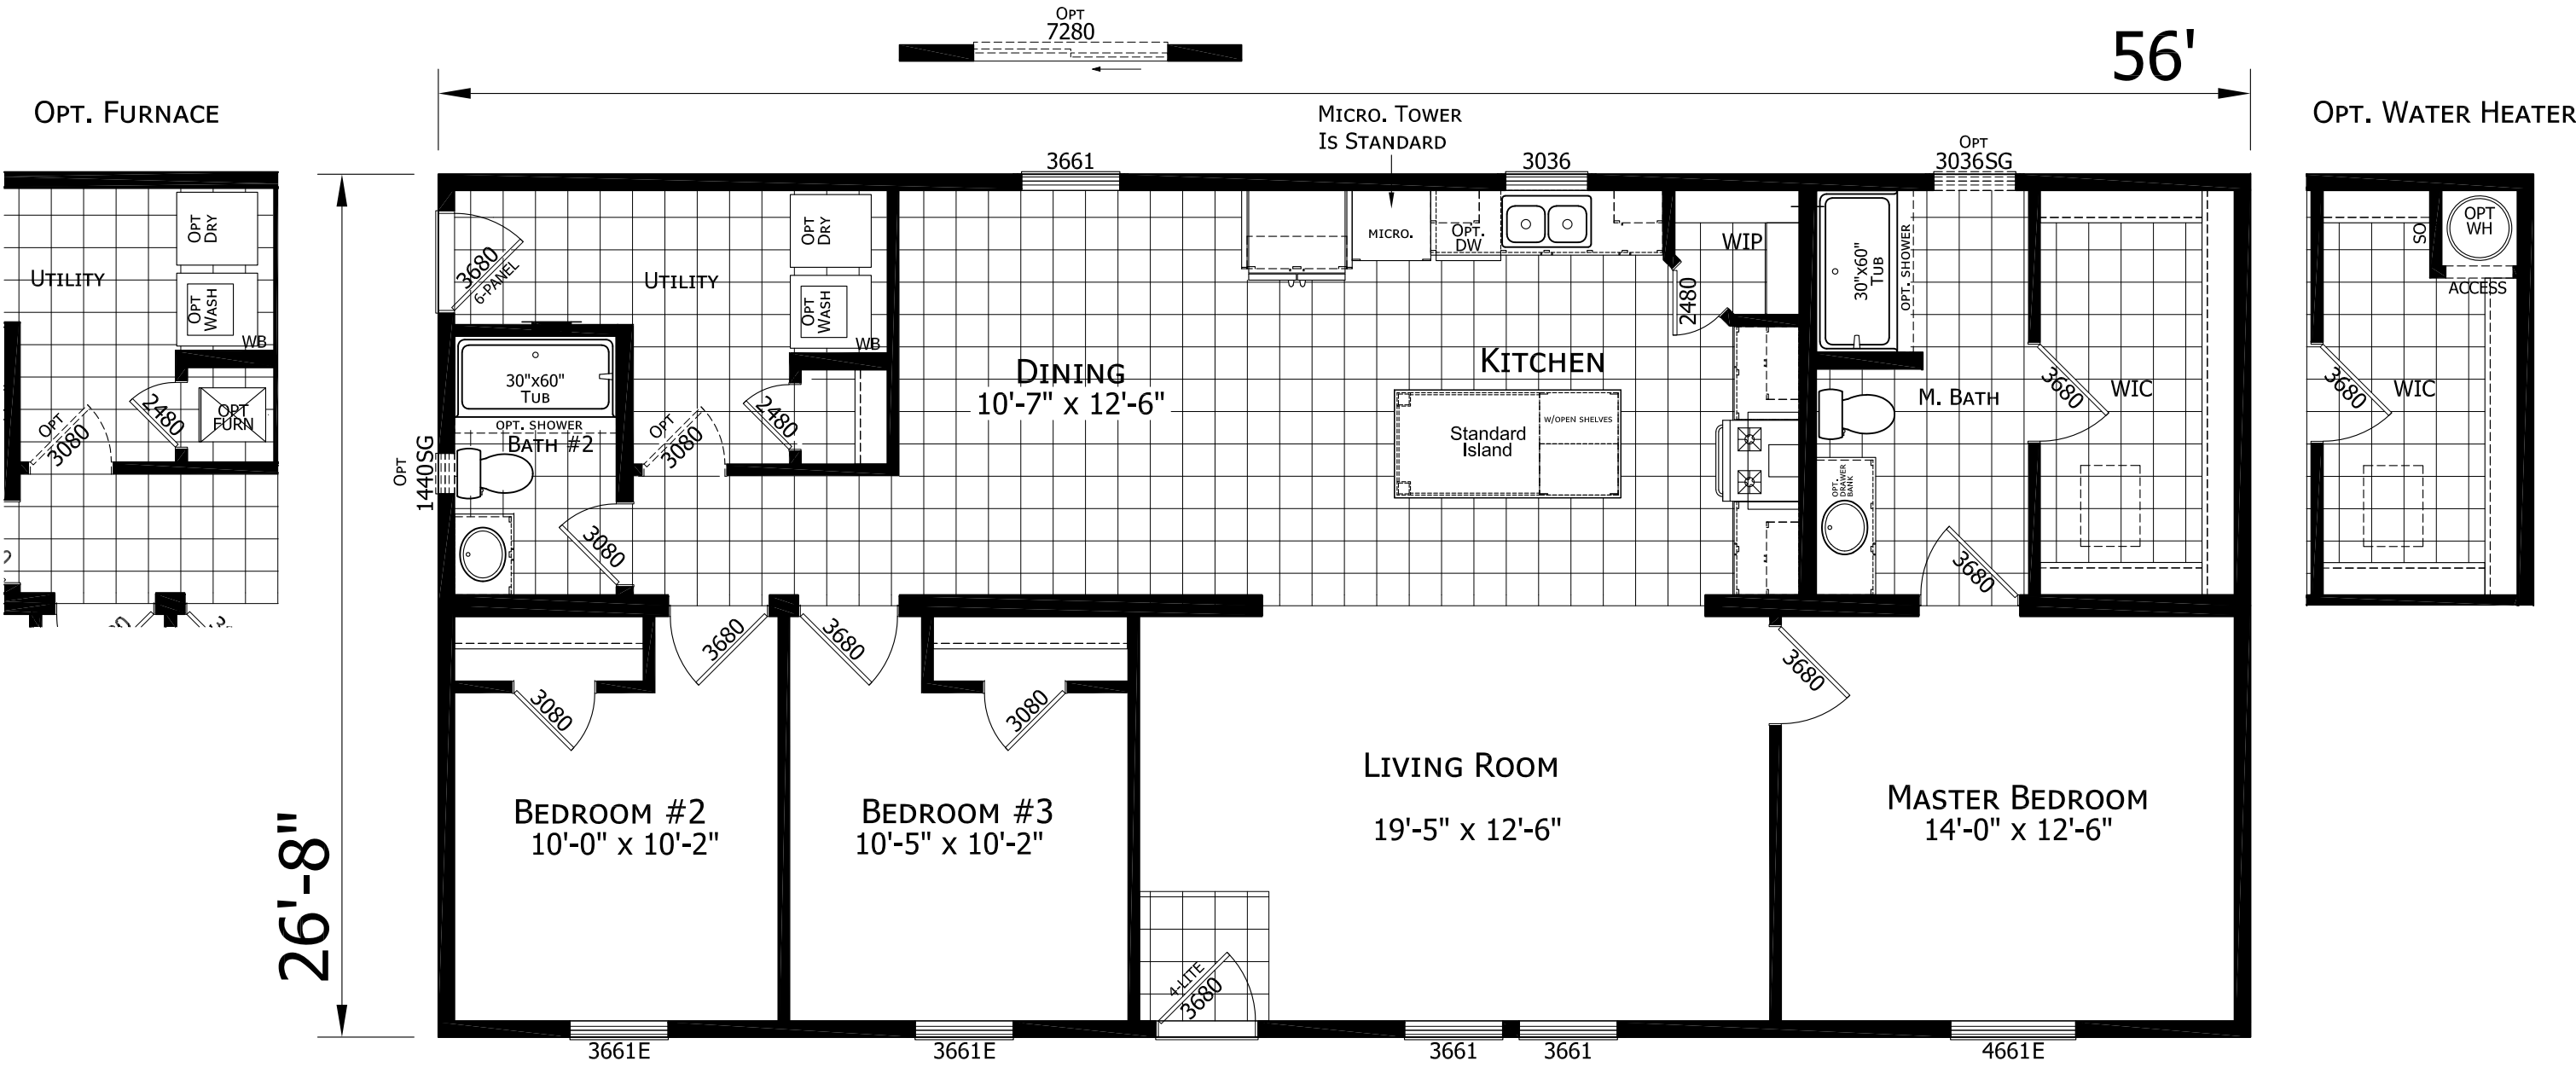 OPT
7280
56'
OPT. FURNACE
MICRO. TOWER
IS STANDARD
OPT. WATER HEATER
3661
3036
OPT
3036SG
OPT
DRY
UTILITY
OPT
WASH
WB
2480
OPT
FURN
OPT
3080
3680
6-PANEL
UTILITY
OPT
DRY
OPT
WASH
WB
2480
OPT
3080
30"x60"
TUB
OPT. SHOWER
BATH #2
OPT
1440SG
3080
DINING
10'-7" x 12'-6"
MICRO.
OPT.
DW
WIP
2480
KITCHEN
W/OPEN SHELVES
Standard
Island
30"x60"
TUB
OPT. SHOWER
M. BATH
OPT.
DRAWER
BANK
3680
WIC
3680
OPT
WH
SO
ACCESS
3680
WIC
3680
3680
3080
3080
3680
BEDROOM #2
10'-0" x 10'-2"
BEDROOM #3
10'-5" x 10'-2"
LIVING ROOM
19'-5" x 12'-6"
MASTER BEDROOM
14'-0" x 12'-6"
26'-8"
4-LITE
3680
3661E
3661E
3661
3661
4661E